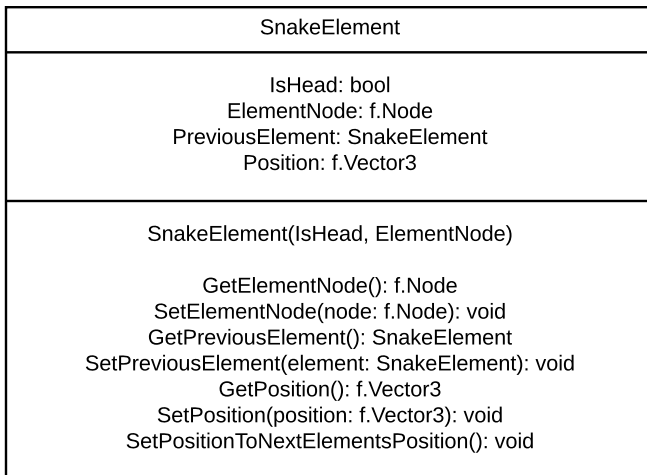 SnakeElement
IsHead: bool
ElementNode: f.Node
PreviousElement: SnakeElement
Position: f.Vector3
SnakeElement(IsHead, ElementNode)
GetElementNode(): f.Node
SetElementNode(node: f.Node): void
GetPreviousElement(): SnakeElement
SetPreviousElement(element: SnakeElement): void
GetPosition(): f.Vector3
SetPosition(position: f.Vector3): void
SetPositionToNextElementsPosition(): void